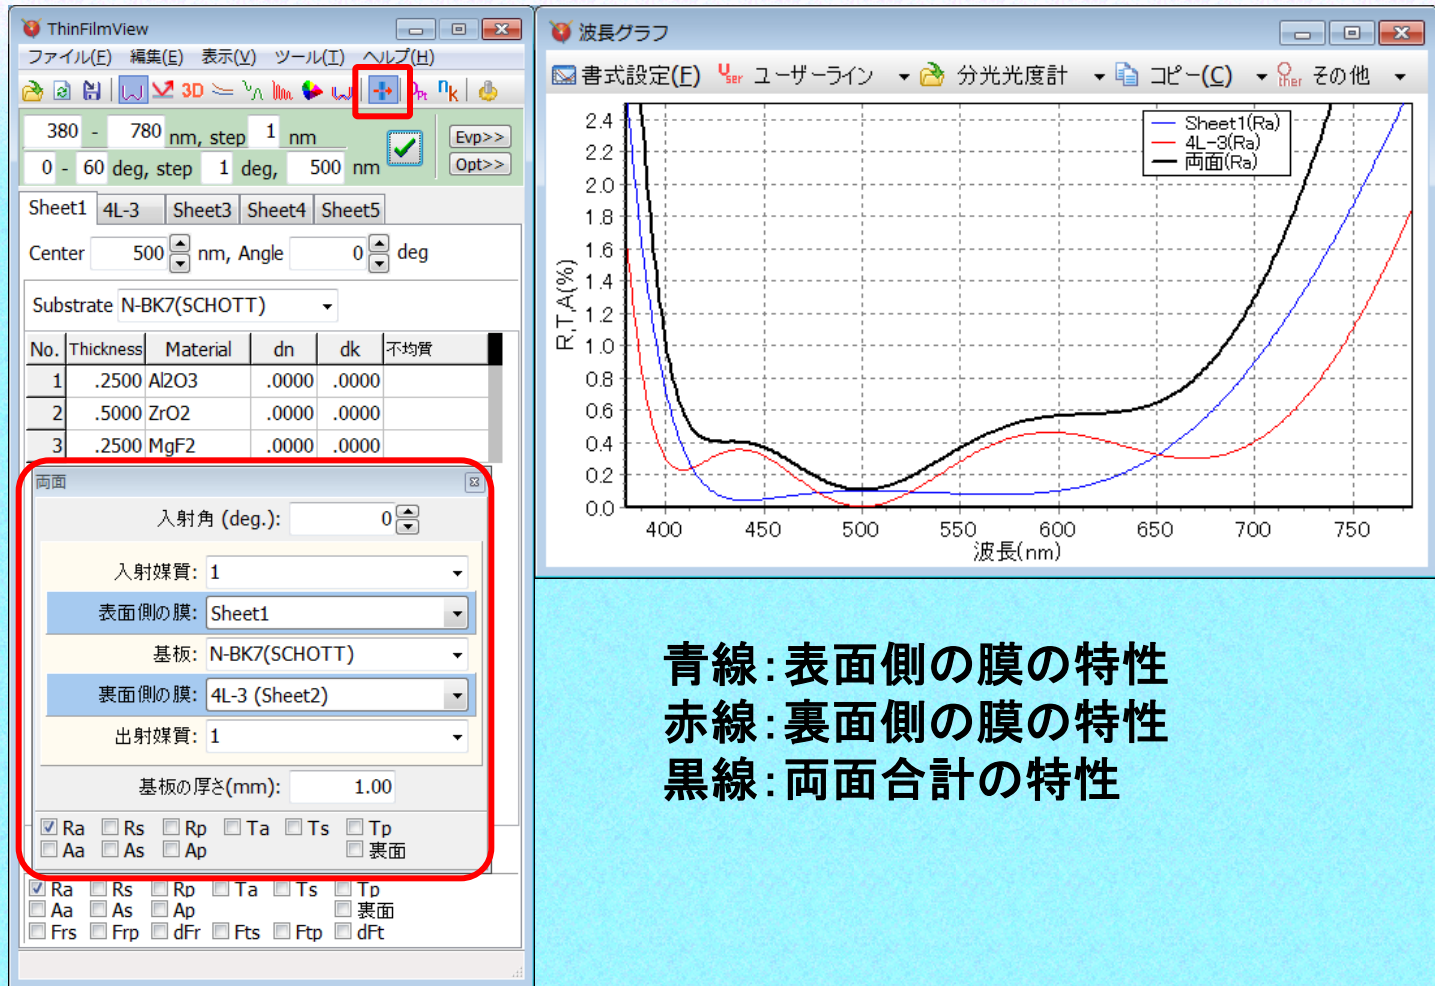 ThinFilmView
ファイル(F) 編集(E) 表示(V) ツール(T) ヘルプ(H)
3D
nk
380 - 780 nm, step 1 nm
Evp>>
0 - 60 deg, step 1 deg, 500 nm
Opt>>
Sheet1 4L-3 Sheet3 Sheet4 Sheet5
Center 500 nm, Angle 0 deg
Substrate N-BK7(SCHOTT)
No. Thickness Material dn dk 不均質
1 .2500 Al2O3 .0000 .0000
2 .5000 ZrO2 .0000 .0000
3 .2500 MgF2 .0000 .0000
両面
入射角 (deg.): 0
入射媒質: 1
表面側の膜: Sheet1
基板: N-BK7(SCHOTT)
裏面側の膜: 4L-3 (Sheet2)
出射媒質: 1
基板の厚さ(mm): 1.00
Ra Rs Rp Ta Ts Tp
Aa As Ap 裏面
Ra Rs Rp Ta Ts Tp
Aa As Ap 裏面
Frs Frp dFr Fts Ftp dFt
波長グラフ
書式設定(F) User ユーザーライン 分光光度計 コピー(C) Other その他
Sheet1(Ra)
4L-3(Ra)
両面(Ra)
R,T,A(%)
2.4
2.2
2.0
1.8
1.6
1.4
1.2
1.0
0.8
0.6
0.4
0.2
0.0
400 450 500 550 600 650 700 750
波長(nm)
青線：表面側の膜の特性
赤線：裏面側の膜の特性
黒線：両面合計の特性